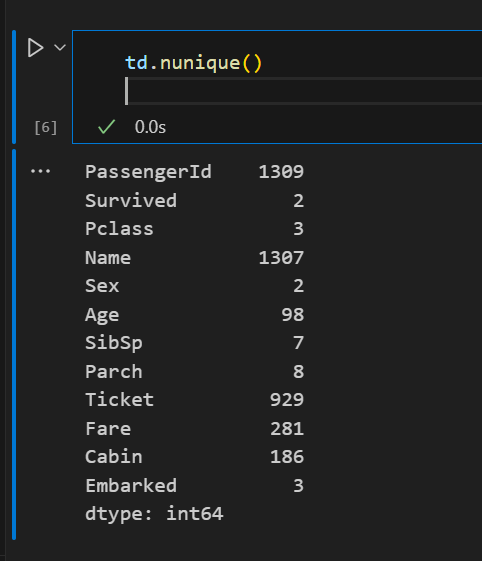 td.nunique()
[6]
0.0s
PassengerId 1309
Survived 2
Pclass 3
Name 1307
Sex 2
Age 98
SibSp 7
Parch 8
Ticket 929
Fare 281
Cabin 186
Embarked 3
dtype: int64